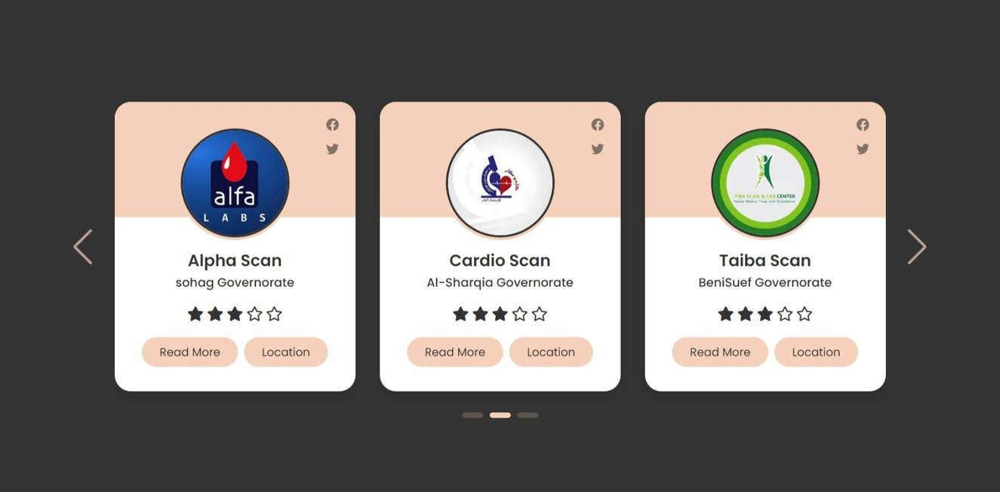 alfa
LABS
Alpha Scan
sohag Governorate
Read More
Location
Cardio Scan
Al-Sharqia Governorate
Read More
Location
TIBA SCAN & LAB CENTER
Name Means Trust And Excellence
Taiba Scan
BeniSuef Governorate
Read More
Location